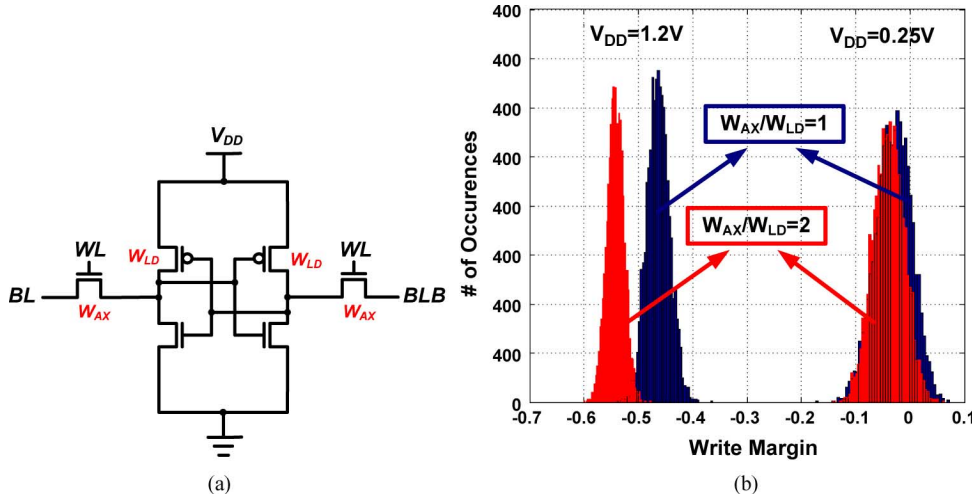 V_DD
WL
W_LD
W_LD
WL
BL
BLB
W_AX
W_AX
(a)
# of Occurences
400
400
400
400
400
400
400
400
0
V_DD=1.2V
V_DD=0.25V
W_AX/W_LD=1
W_AX/W_LD=2
-0.7 -0.6 -0.5 -0.4 -0.3 -0.2 -0.1 0 0.1
Write Margin
(b)